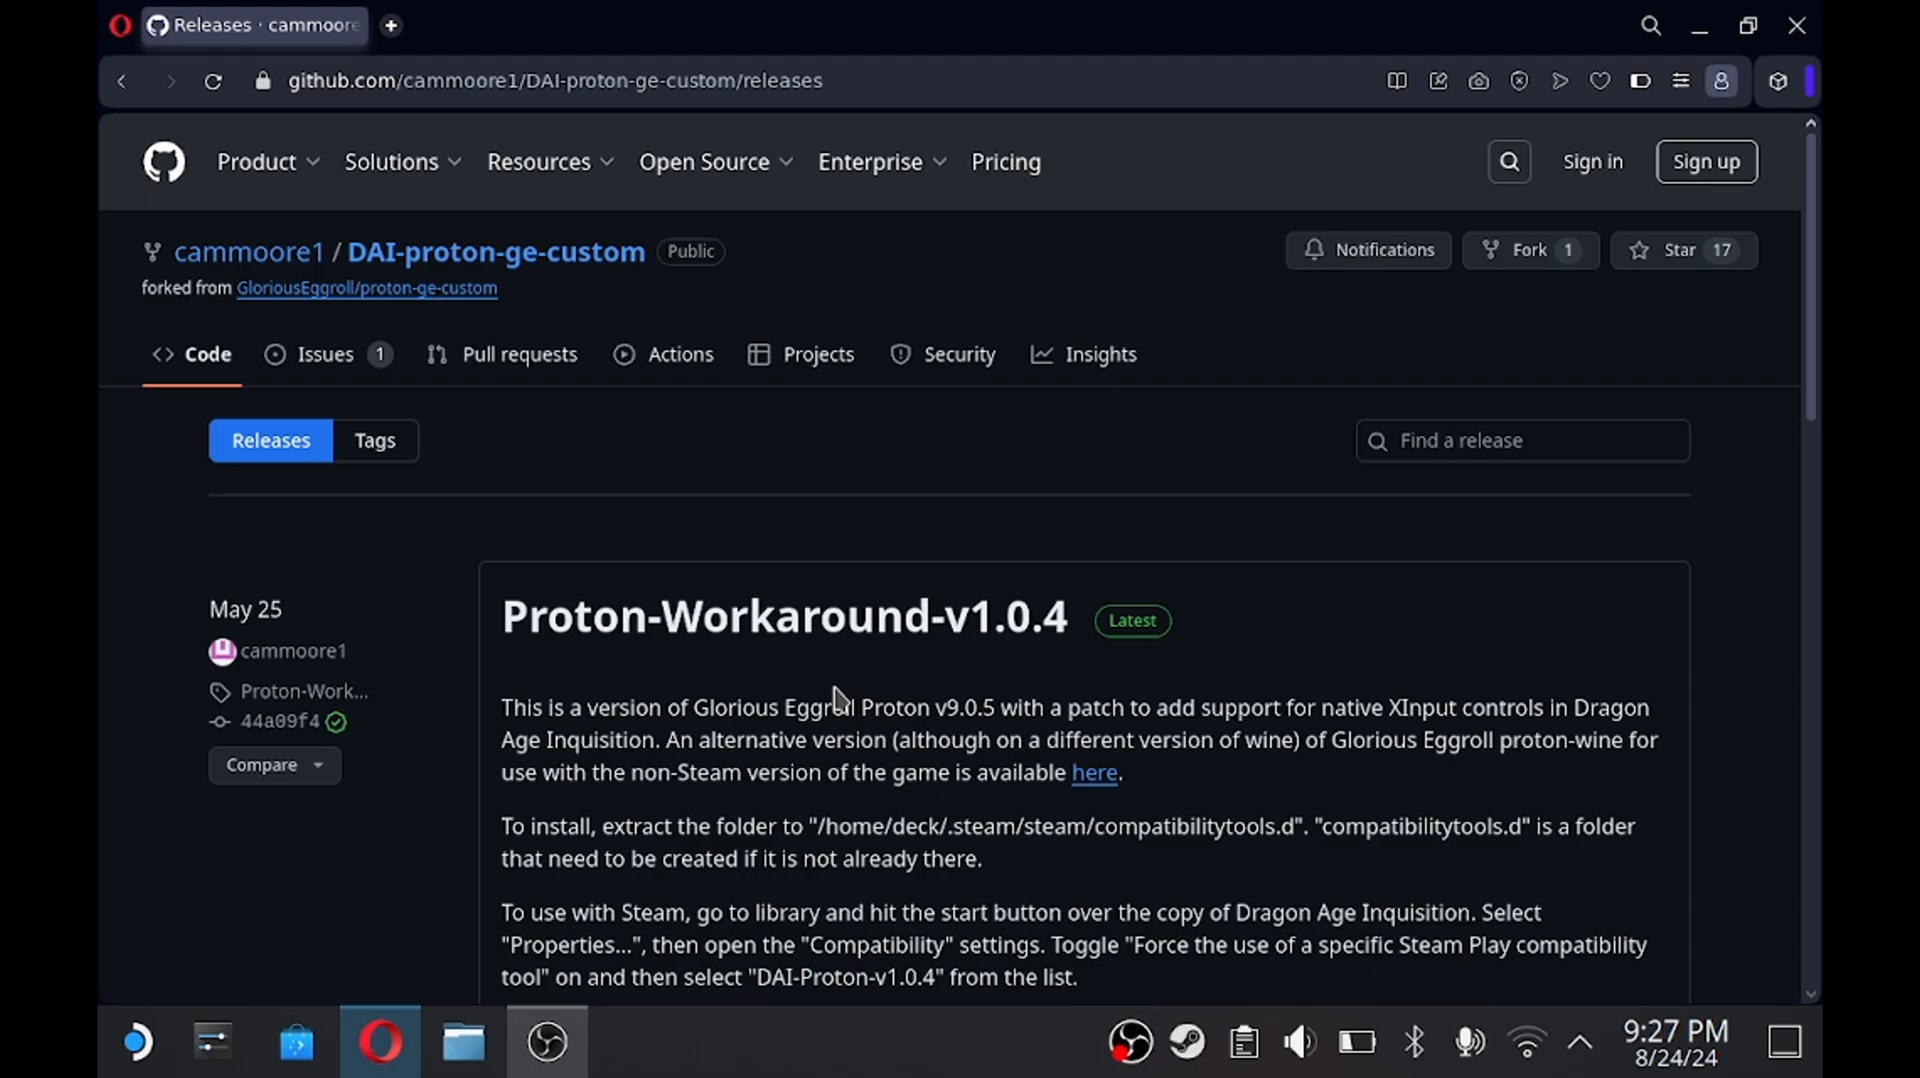 Releases · cammoore
github.com/cammoore1/DAI-proton-ge-custom/releases
Product
Solutions
Resources
Open Source
Enterprise
Pricing
Sign in
Sign up
cammoore1 / DAI-proton-ge-custom
Public
Notifications
Fork 1
Star 17
forked from GloriousEggroll/proton-ge-custom
Code
Issues 1
Pull requests
Actions
Projects
Security
Insights
Releases
Tags
Find a release
May 25
cammoore1
Proton-Work...
44a09f4
Compare
Proton-Workaround-v1.0.4
Latest
This is a version of Glorious Eggroll Proton v9.0.5 with a patch to add support for native XInput controls in Dragon
Age Inquisition. An alternative version (although on a different version of wine) of Glorious Eggroll proton-wine for
use with the non-Steam version of the game is available here.
To install, extract the folder to "/home/deck/.steam/steam/compatibilitytools.d". "compatibilitytools.d" is a folder
that need to be created if it is not already there.
To use with Steam, go to library and hit the start button over the copy of Dragon Age Inquisition. Select
"Properties...", then open the "Compatibility" settings. Toggle "Force the use of a specific Steam Play compatibility
tool" on and then select "DAI-Proton-v1.0.4" from the list.
9:27 PM
8/24/24